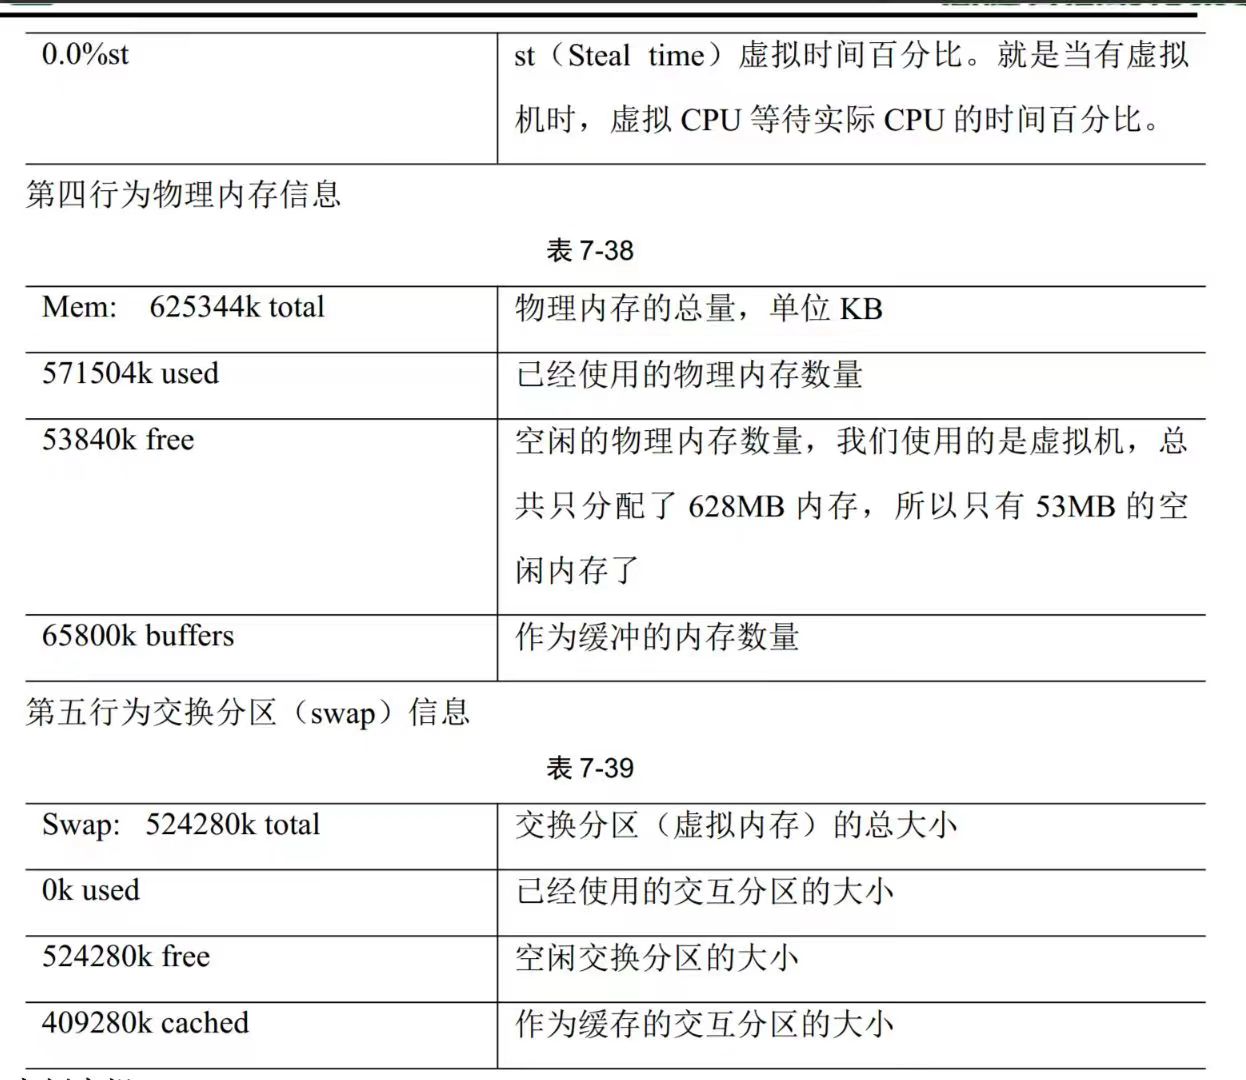 0.0%st
st（Steal time）虚拟时间百分比。就是当有虚拟
机时，虚拟 CPU 等待实际 CPU 的时间百分比。
第四行为物理内存信息
表 7-38
Mem: 625344k total
物理内存的总量，单位 KB
571504k used
已经使用的物理内存数量
53840k free
空闲的物理内存数量，我们使用的是虚拟机，总
共只分配了 628MB 内存，所以只有 53MB 的空
闲内存了
65800k buffers
作为缓冲的内存数量
第五行为交换分区（swap）信息
表 7-39
Swap: 524280k total
交换分区（虚拟内存）的总大小
0k used
已经使用的交互分区的大小
524280k free
空闲交换分区的大小
409280k cached
作为缓存的交互分区的大小